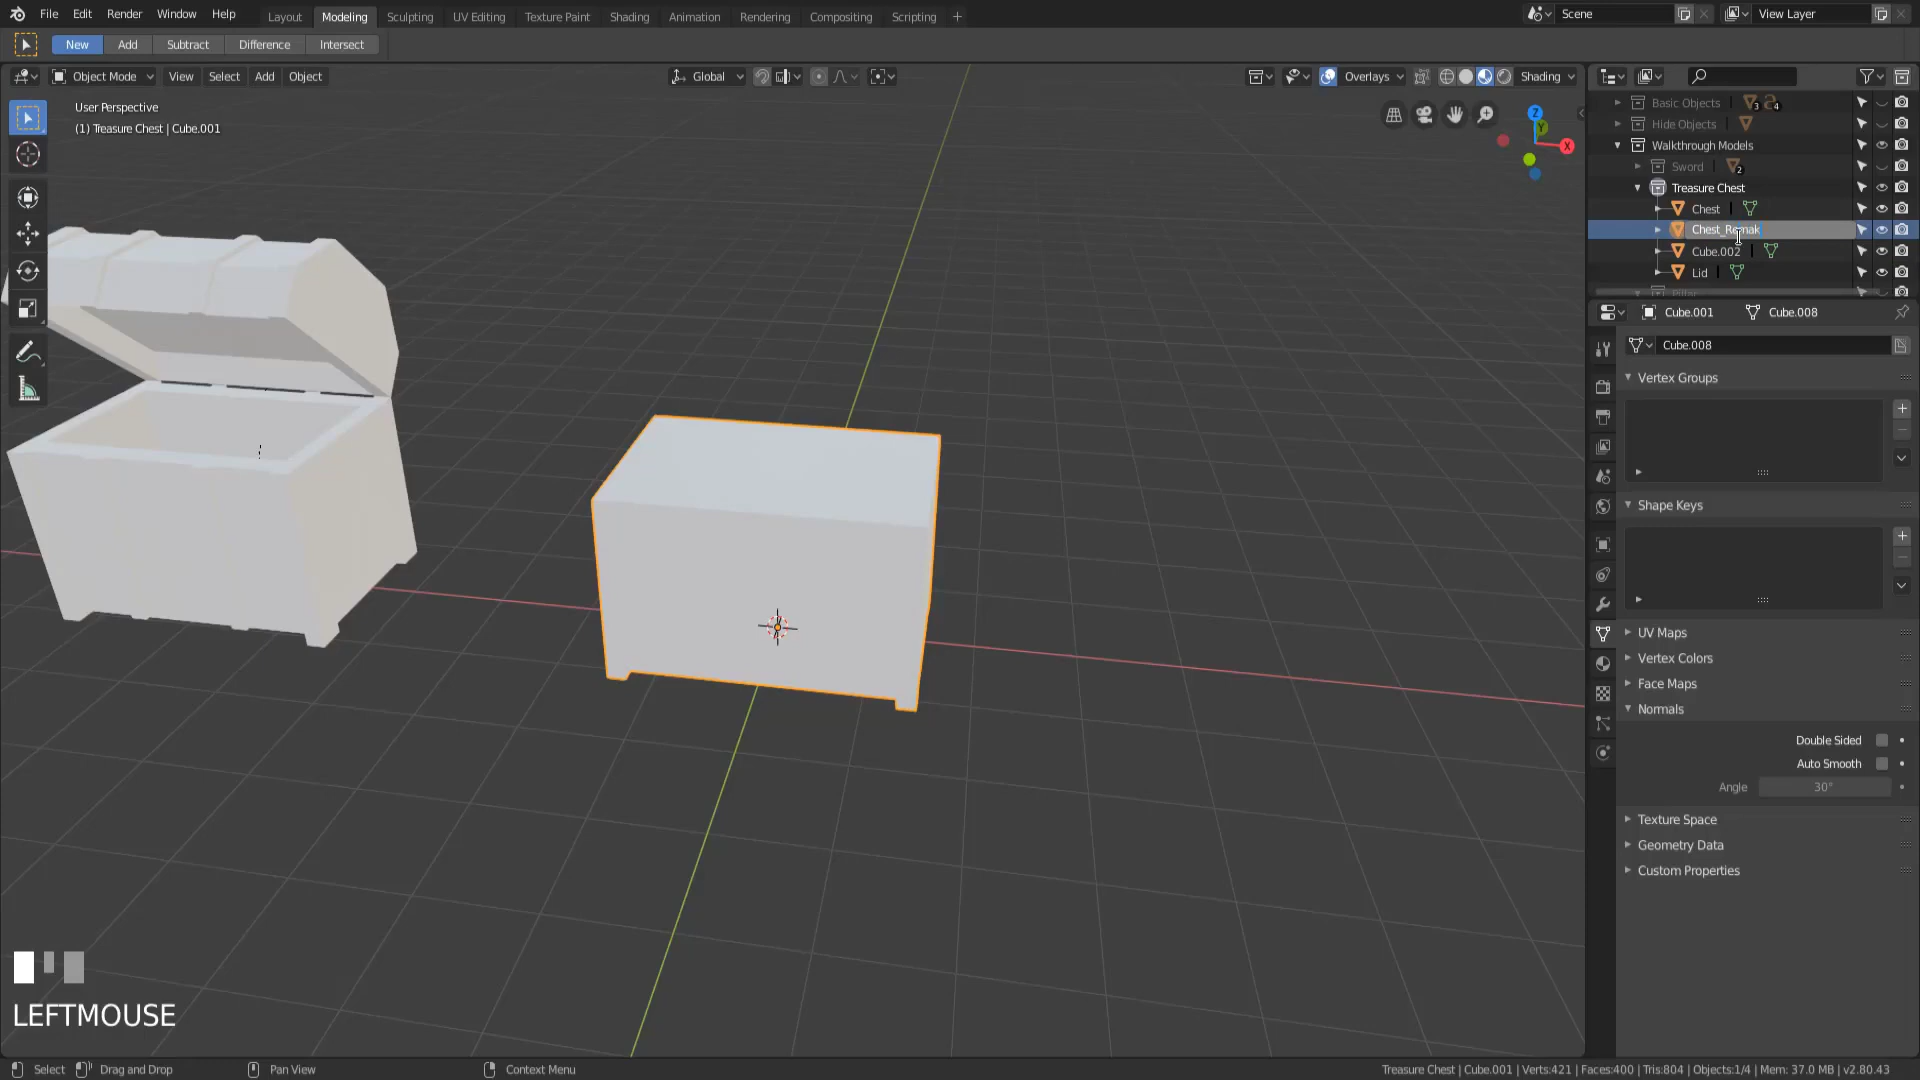 File Edit Render Window Help
Layout Modeling Sculpting UV Editing Texture Paint Shading Animation Rendering Compositing Scripting +
Scene
View Layer
New Add Subtract Difference Intersect
Object Mode View Select Add Object
Global
Overlays
Shading
User Perspective
(1) Treasure Chest | Cube.001
Z
Y
X
Basic Objects 3 4
Hide Objects
Walkthrough Models
Sword 2
Treasure Chest
Chest
Chest_Remak
Cube.002
Lid
Cube.001 Cube.008
Cube.008
Vertex Groups
Shape Keys
UV Maps
Vertex Colors
Face Maps
Normals
Double Sided
Auto Smooth
Angle 30°
Texture Space
Geometry Data
Custom Properties
LEFTMOUSE
Select Drag and Drop Pan View Context Menu
Treasure Chest | Cube.001 | Verts:421 | Faces:400 | Tris:804 | Objects:1/4 | Mem: 37.0 MB | v2.80.43